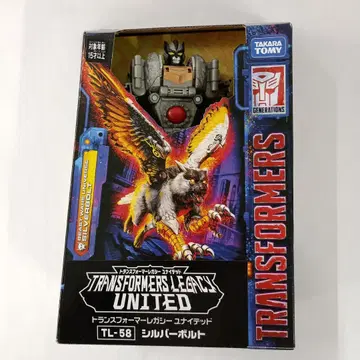 対象年齢
15才以上
TAKARA
TOMY
GENERATIONS
TRANSFORMERS
BEAST WARS UNIVERSE
SILVERBOLT
トランスフォーマーレガシー ユナイテッド
TRANSFORMERS LEGACY
UNITED
トランスフォーマーレガシー ユナイテッド
TL-58 シルバーボルト